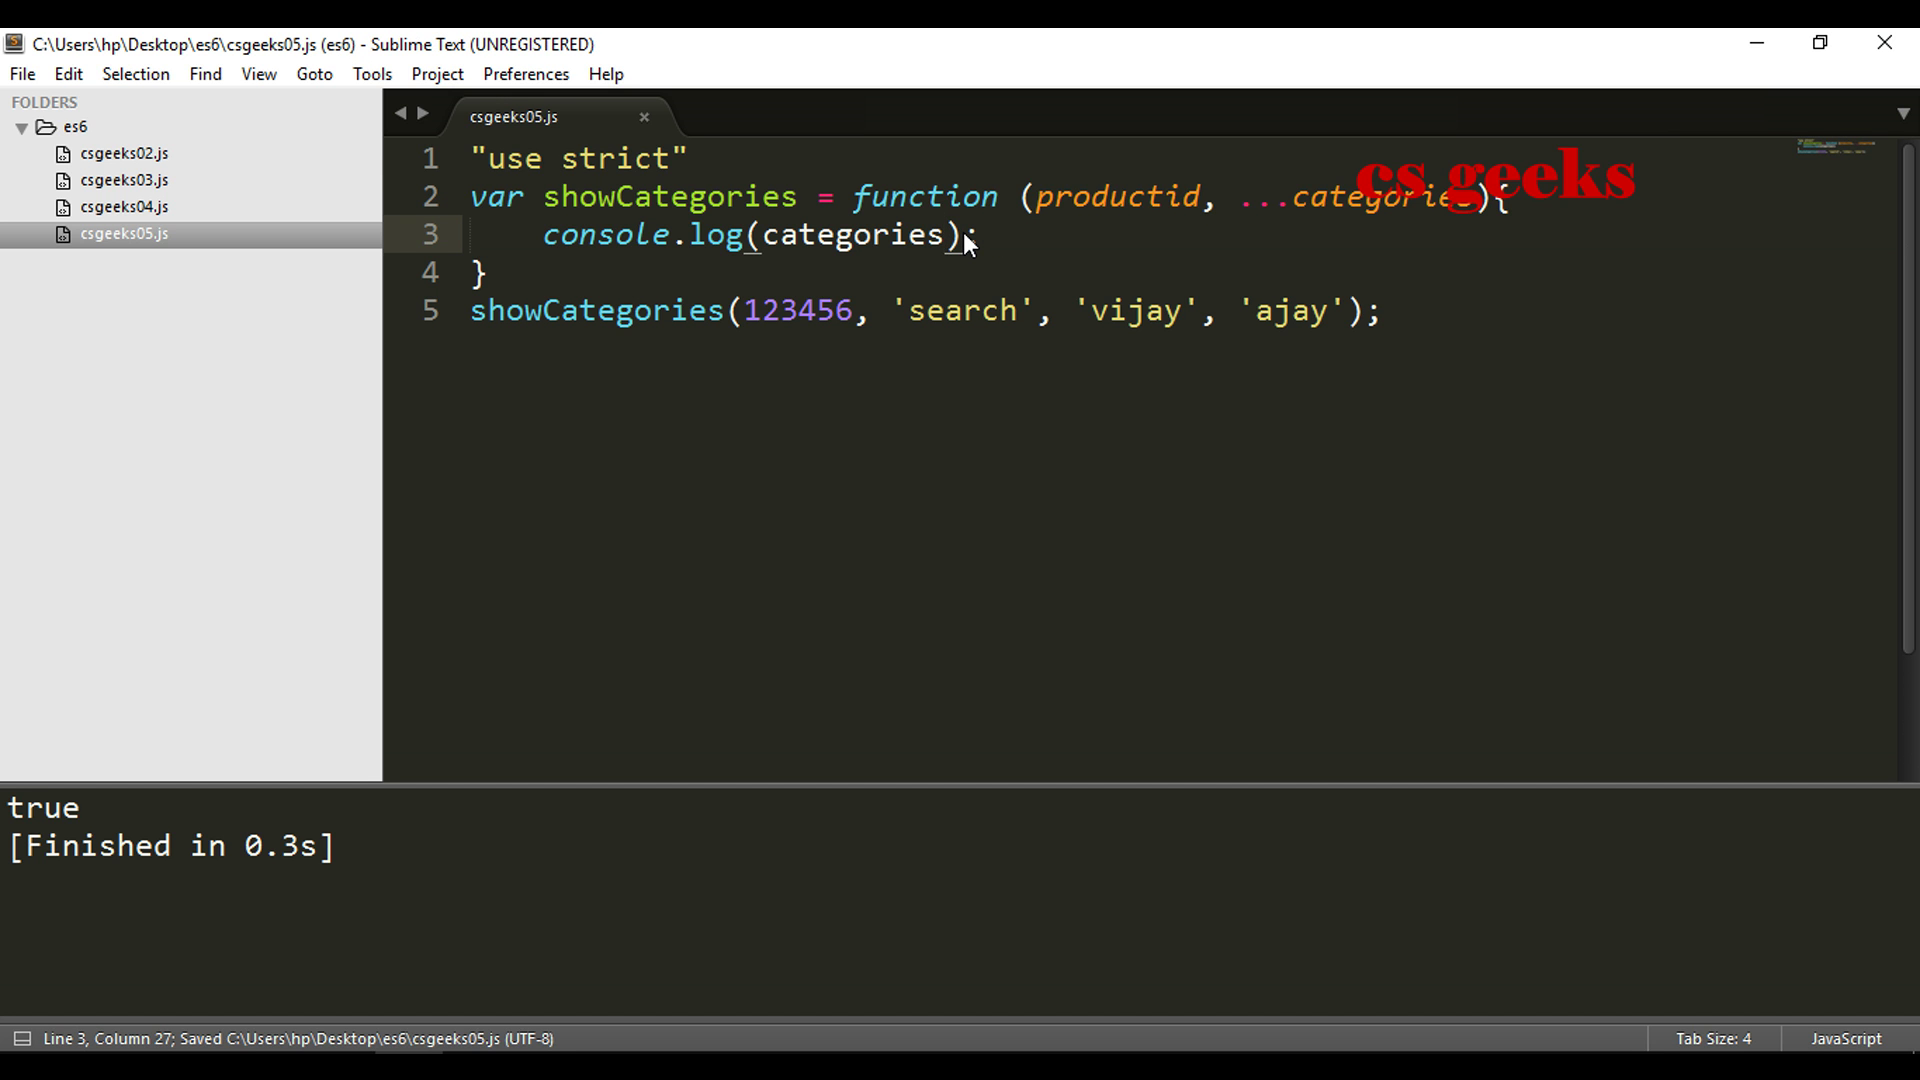 C:\Users\hp\Desktop\es6\csgeeks05.js (es6) - Sublime Text (UNREGISTERED)
File Edit Selection Find View Goto Tools Project Preferences Help
FOLDERS
es6
csgeeks02.js
csgeeks03.js
csgeeks04.js
csgeeks05.js
csgeeks05.js ×
cs geeks
1 "use strict"
2 var showCategories = function (productid, ...categories){
3 console.log(categories);
4 }
5 showCategories(123456, 'search', 'vijay', 'ajay');
true
[Finished in 0.3s]
Line 3, Column 27; Saved C:\Users\hp\Desktop\es6\csgeeks05.js (UTF-8)
Tab Size: 4
JavaScript